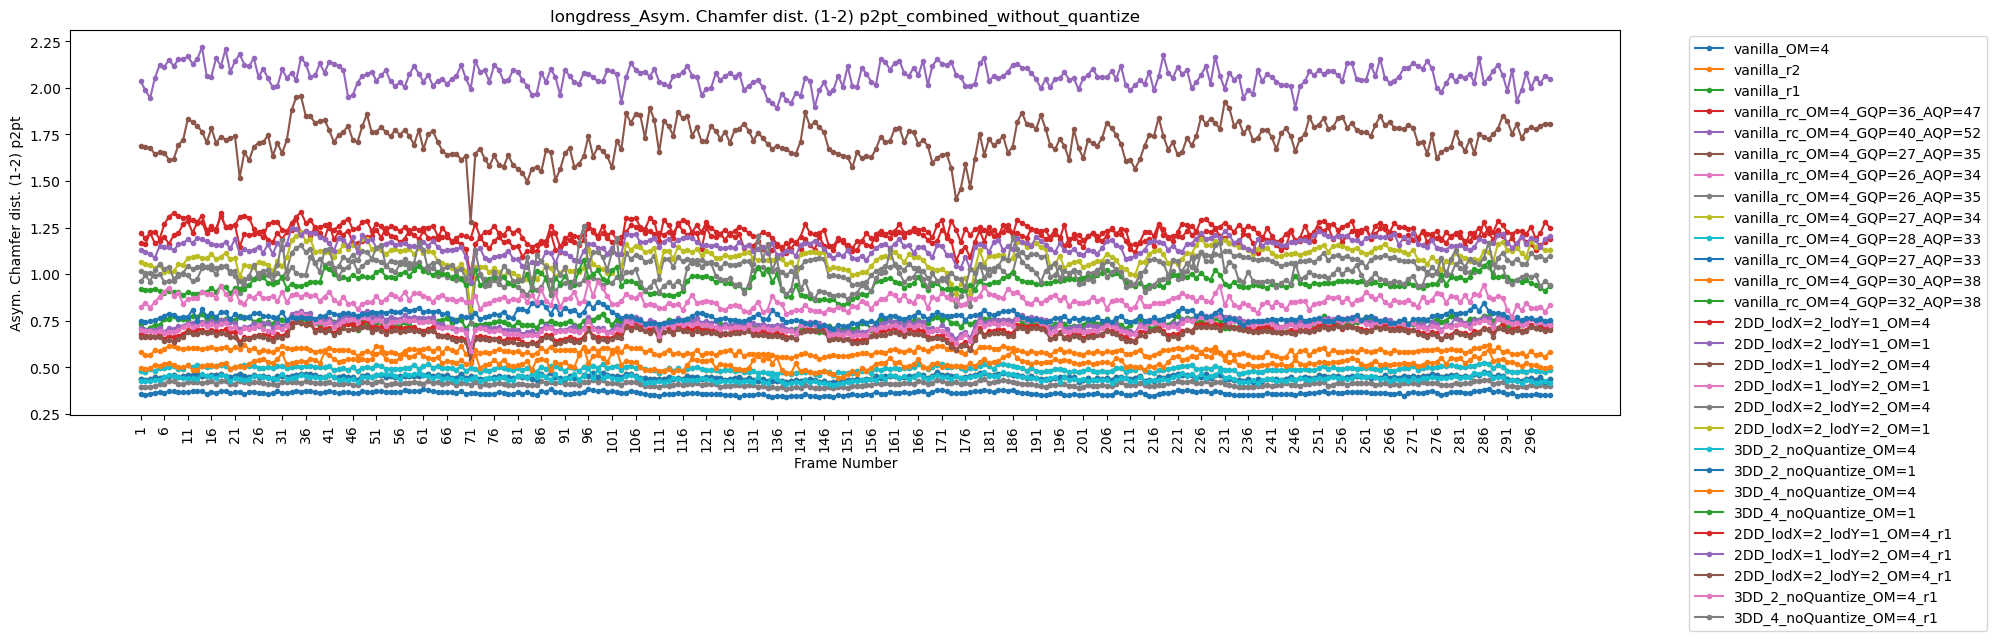 longdress_Asym. Chamfer dist. (1-2) p2pt_combined_without_quantize
Asym. Chamfer dist. (1-2) p2pt
2.25
2.00
1.75
1.50
1.25
1.00
0.75
0.50
0.25
1 6 11 16 21 26 31 36 41 46 51 56 61 66 71 76 81 86 91 96 101 106 111 116 121 126 131 136 141 146 151 156 161 166 171 176 181 186 191 196 201 206 211 216 221 226 231 236 241 246 251 256 261 266 271 276 281 286 291 296
Frame Number
vanilla_OM=4
vanilla_r2
vanilla_r1
vanilla_rc_OM=4_GQP=36_AQP=47
vanilla_rc_OM=4_GQP=40_AQP=52
vanilla_rc_OM=4_GQP=27_AQP=35
vanilla_rc_OM=4_GQP=26_AQP=34
vanilla_rc_OM=4_GQP=26_AQP=35
vanilla_rc_OM=4_GQP=27_AQP=34
vanilla_rc_OM=4_GQP=28_AQP=33
vanilla_rc_OM=4_GQP=27_AQP=33
vanilla_rc_OM=4_GQP=30_AQP=38
vanilla_rc_OM=4_GQP=32_AQP=38
2DD_lodX=2_lodY=1_OM=4
2DD_lodX=2_lodY=1_OM=1
2DD_lodX=1_lodY=2_OM=4
2DD_lodX=1_lodY=2_OM=1
2DD_lodX=2_lodY=2_OM=4
2DD_lodX=2_lodY=2_OM=1
3DD_2_noQuantize_OM=4
3DD_2_noQuantize_OM=1
3DD_4_noQuantize_OM=4
3DD_4_noQuantize_OM=1
2DD_lodX=2_lodY=1_OM=4_r1
2DD_lodX=1_lodY=2_OM=4_r1
2DD_lodX=2_lodY=2_OM=4_r1
3DD_2_noQuantize_OM=4_r1
3DD_4_noQuantize_OM=4_r1